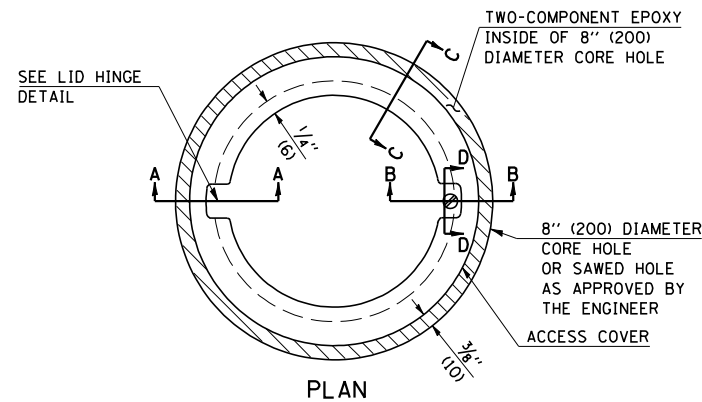 TWO-COMPONENT EPOXY
INSIDE OF 8" (200)
DIAMETER CORE HOLE
SEE LID HINGE
DETAIL
C
C
1/4"
(6)
A
A
B
B
D
D
8" (200) DIAMETER
CORE HOLE
OR SAWED HOLE
AS APPROVED BY
THE ENGINEER
ACCESS COVER
3/8"
(10)
PLAN